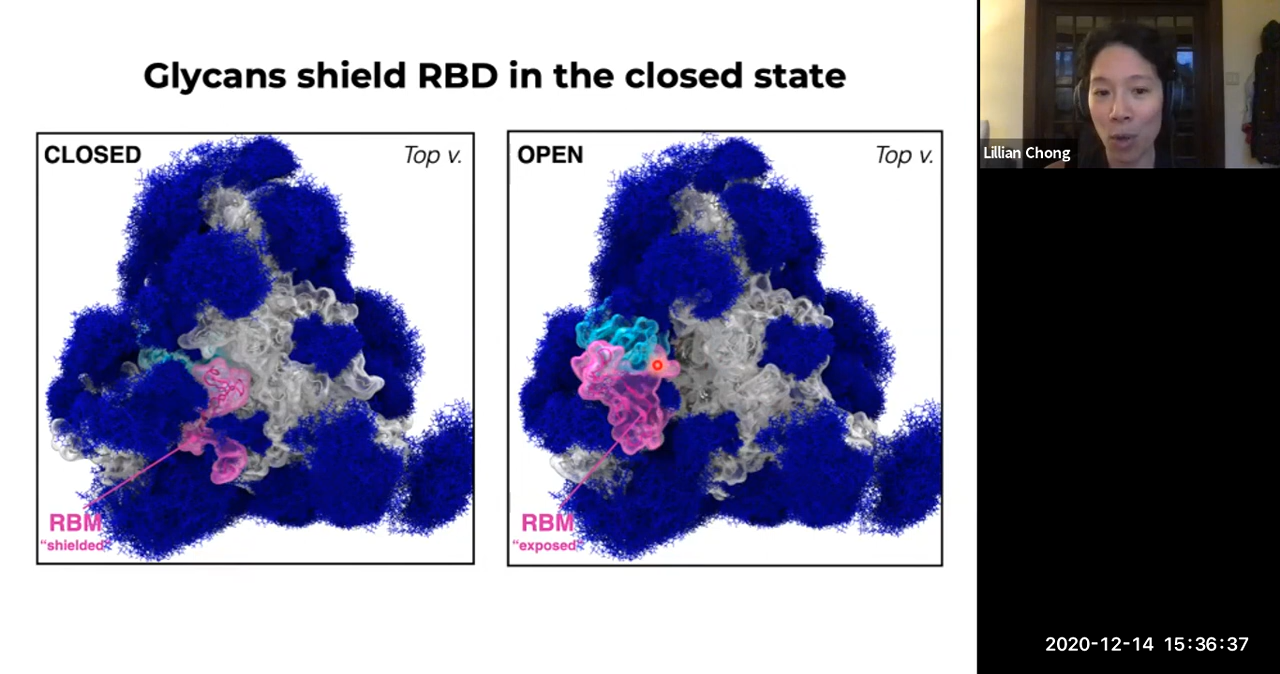 Glycans shield RBD in the closed state
CLOSED
Top v.
RBM
“shielded”
OPEN
Top v.
RBM
“exposed”
Lillian Chong
2020-12-14 15:36:37